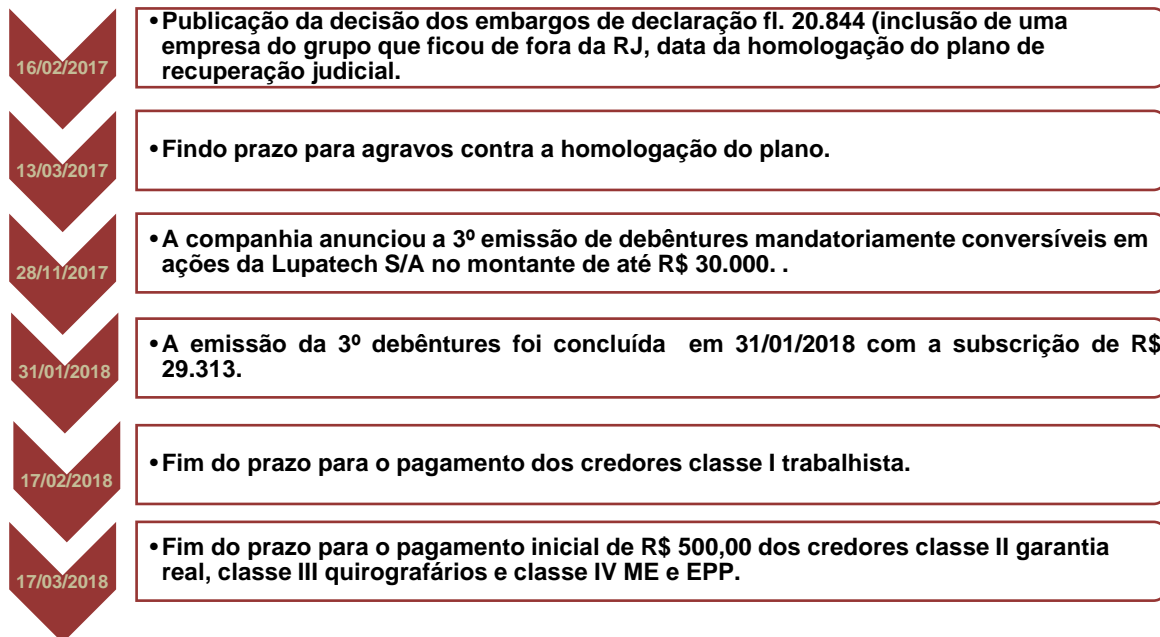 16/02/2017
•Publicação da decisão dos embargos de declaração fl. 20.844 (inclusão de uma
empresa do grupo que ficou de fora da RJ, data da homologação do plano de
recuperação judicial.
13/03/2017
•Findo prazo para agravos contra a homologação do plano.
28/11/2017
•A companhia anunciou a 3º emissão de debêntures mandatoriamente conversíveis em
ações da Lupatech S/A no montante de até R$ 30.000. .
31/01/2018
•A emissão da 3º debêntures foi concluída em 31/01/2018 com a subscrição de R$
29.313.
17/02/2018
•Fim do prazo para o pagamento dos credores classe I trabalhista.
17/03/2018
•Fim do prazo para o pagamento inicial de R$ 500,00 dos credores classe II garantia
real, classe III quirografários e classe IV ME e EPP.